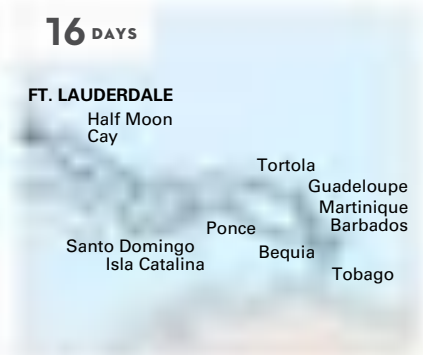 16 DAYS
FT. LAUDERDALE
Half Moon
Cay
Tortola
Guadeloupe
Martinique
Barbados
Ponce
Santo Domingo
Bequia
Isla Catalina
Tobago